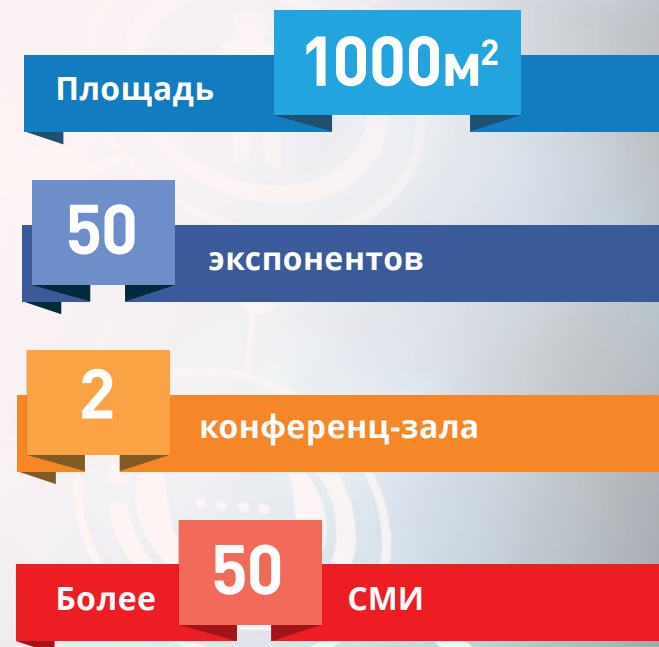 Площадь 1000м²
50 экспонентов
2 конференц-зала
Более 50 СМИ